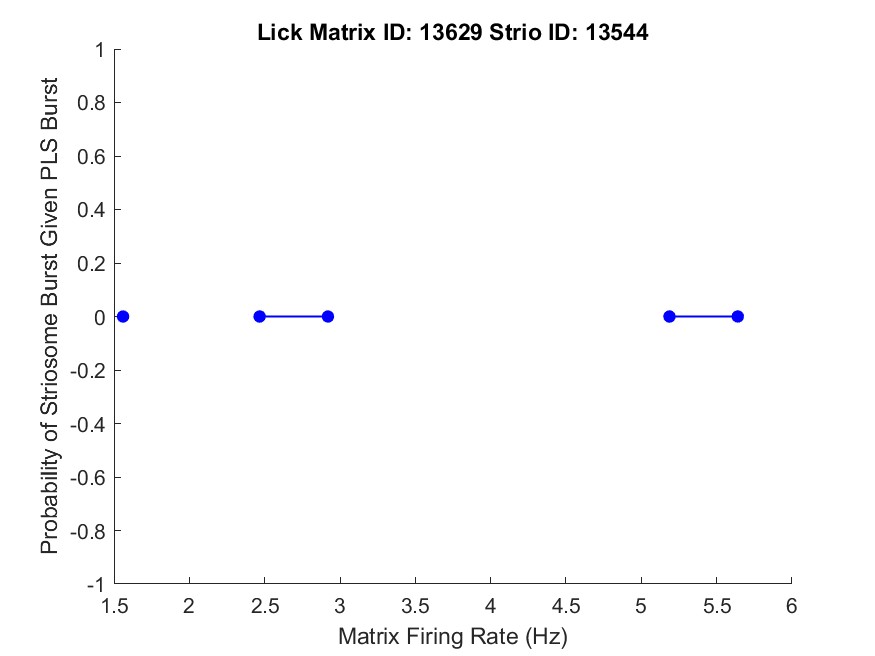 Lick Matrix ID: 13629 Strio ID: 13544
Probability of Striosome Burst Given PLS Burst
1
0.8
0.6
0.4
0.2
0
-0.2
-0.4
-0.6
-0.8
-1
1.5 2 2.5 3 3.5 4 4.5 5 5.5 6
Matrix Firing Rate (Hz)